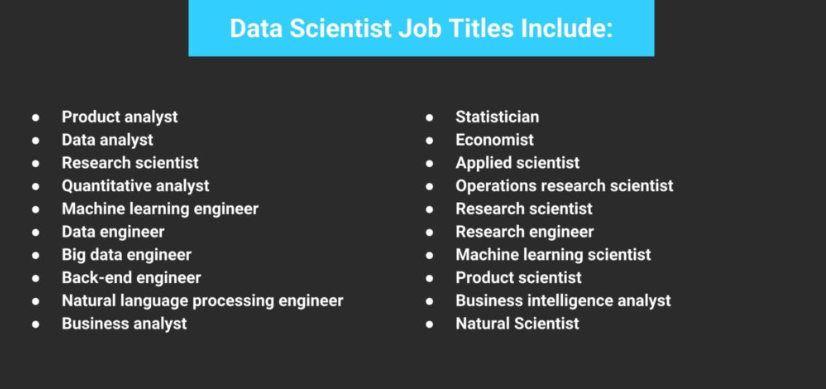 Data Scientist Job Titles Include:
● Product analyst
● Data analyst
● Research scientist
● Quantitative analyst
● Machine learning engineer
● Data engineer
● Big data engineer
● Back-end engineer
● Natural language processing engineer
● Business analyst
● Statistician
● Economist
● Applied scientist
● Operations research scientist
● Research scientist
● Research engineer
● Machine learning scientist
● Product scientist
● Business intelligence analyst
● Natural Scientist